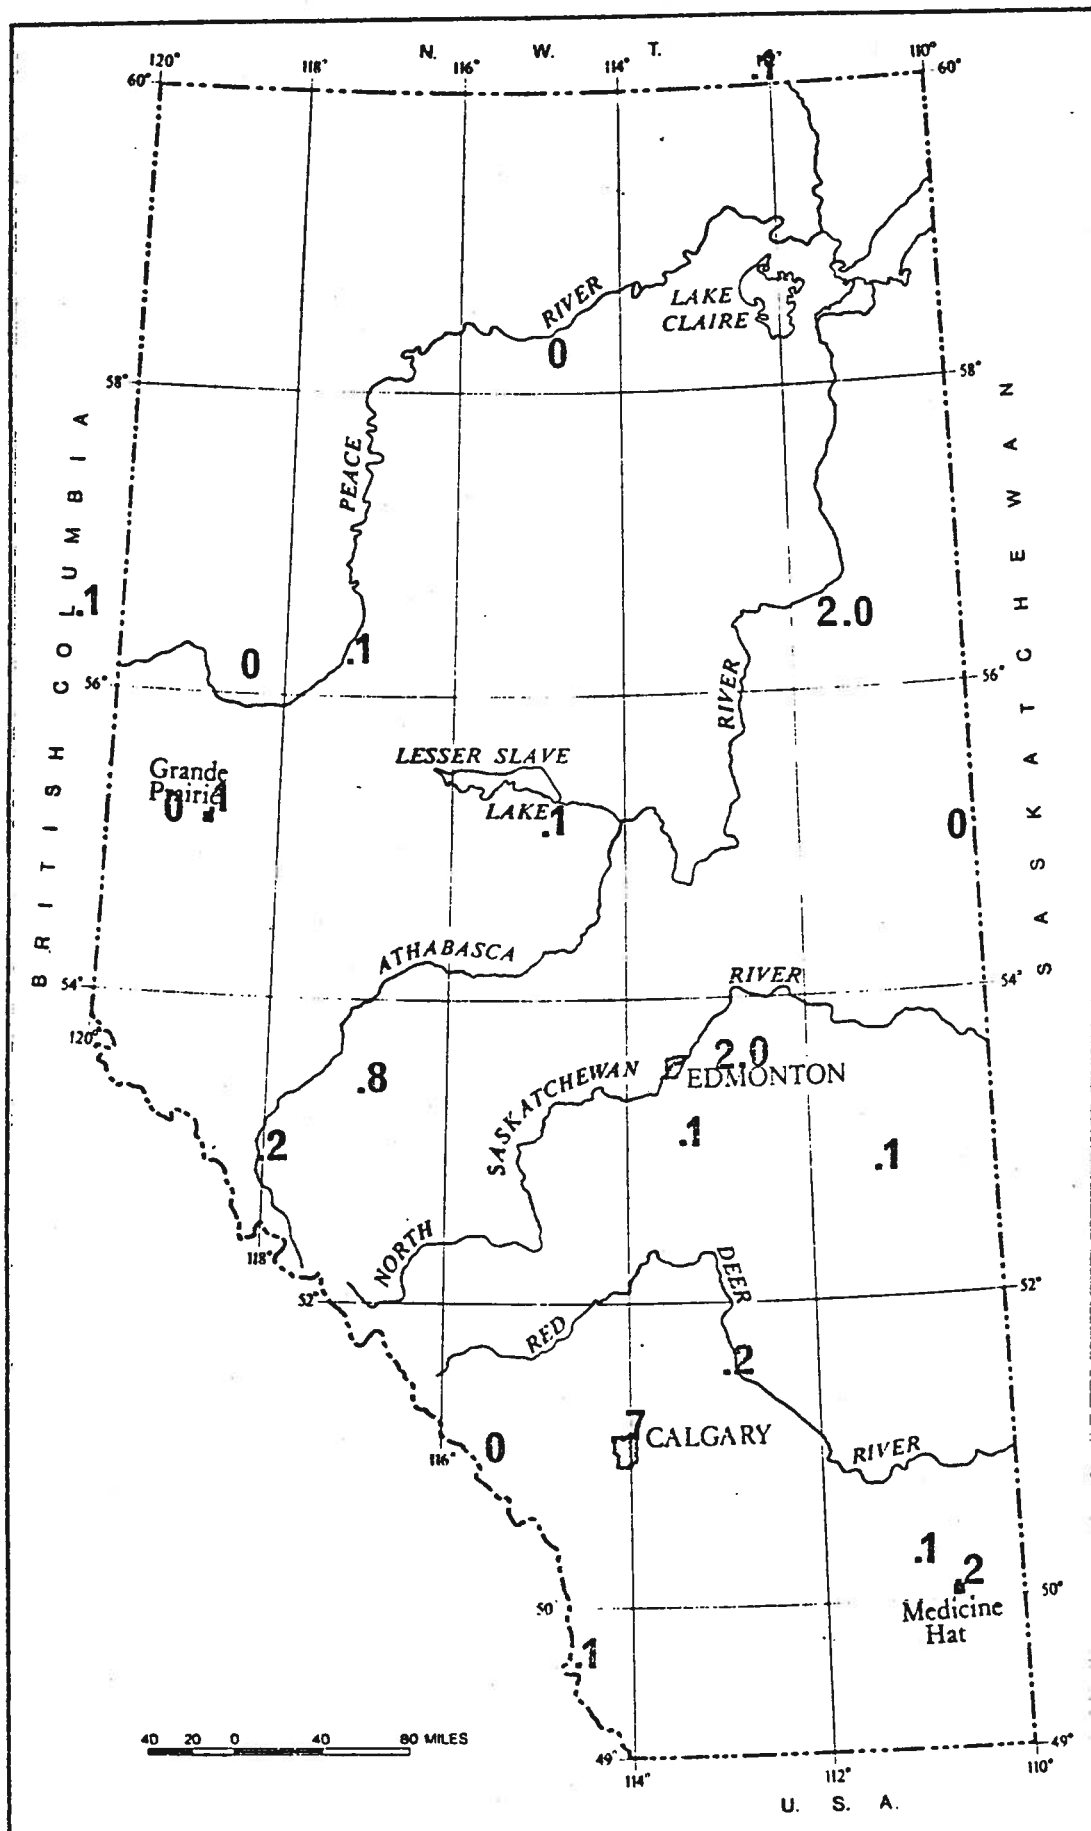 N. W. T.
120° 118° 116° 114° 110°
60° 60°
.1
RIVER
LAKE
CLAIRE
0
58° 58°
PEACE
BRITISH COLUMBIA
SASKATCHEWAN
.1
2.0
0 .1
56° 56°
RIVER
LESSER SLAVE
LAKE
.1
Grande
Prairie
0 .1
0
ATHABASCA
54° 54°
RIVER
120°
2.0
EDMONTON
.8
SASKATCHEWAN
.1
.1
.2
NORTH
118°
DEER
52° 52°
RED
.2
.7
CALGARY
0
116°
RIVER
.1
.2
50° 50°
Medicine
Hat
.1
40 20 0 40 80 MILES
49° 49°
114° 112° 110°
U. S. A.